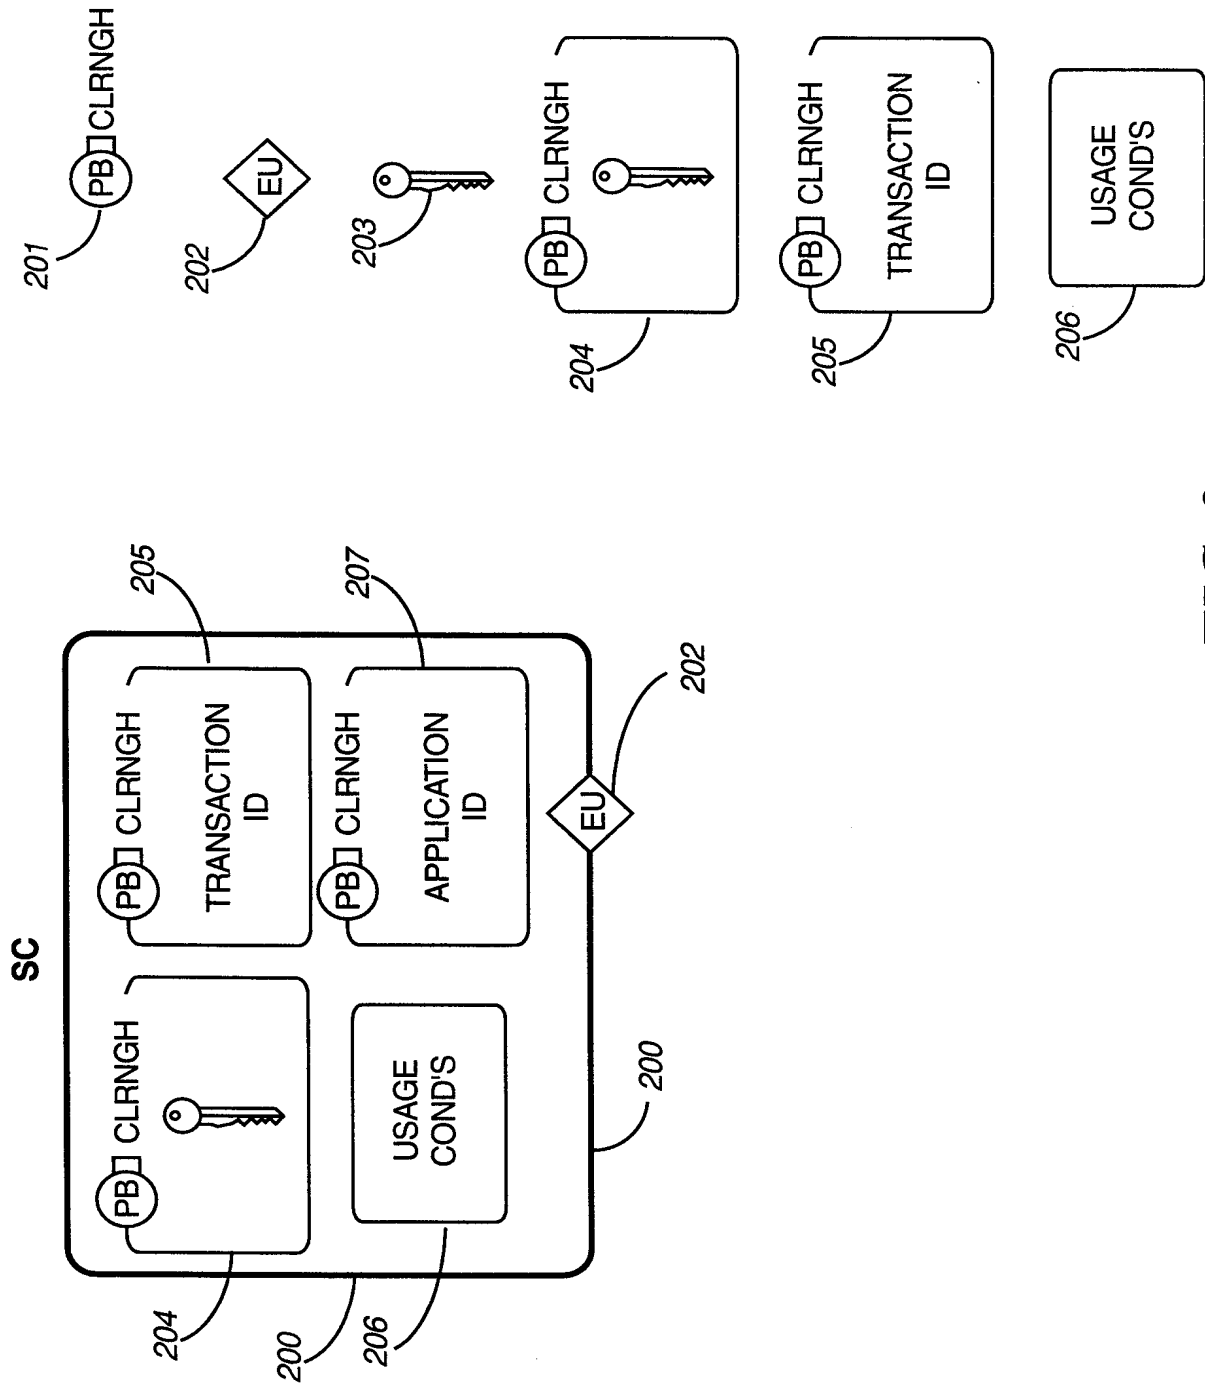 SC
204
PB CLRNGH
PB CLRNGH
TRANSACTION
ID
205
200
206
USAGE
COND'S
PB CLRNGH
APPLICATION
ID
207
200
EU
202
201
PB CLRNGH
202
EU
203
204
PB CLRNGH
205
PB CLRNGH
TRANSACTION
ID
206
USAGE
COND'S